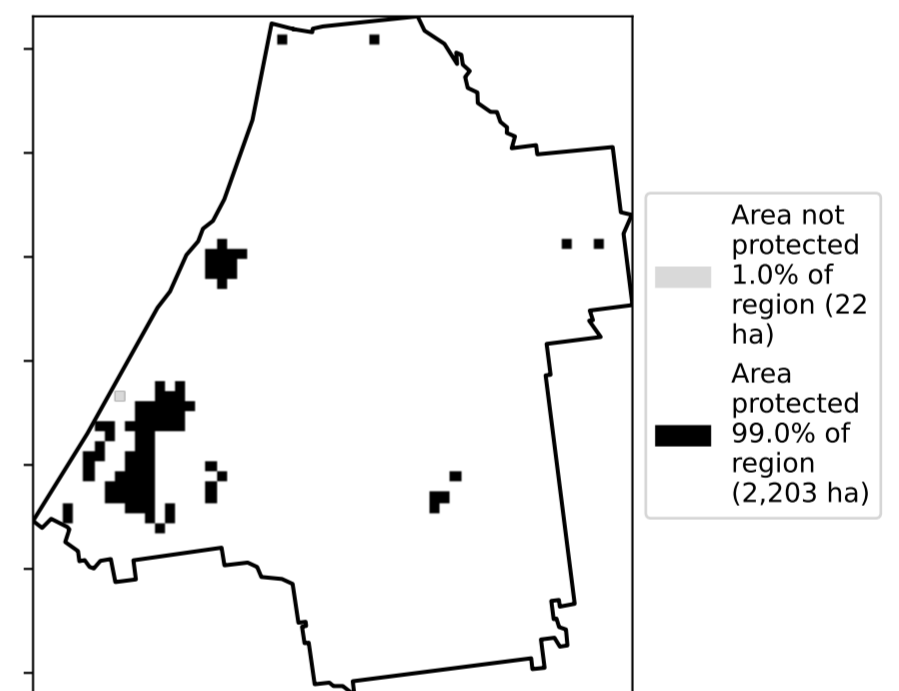 Area not
protected
1.0% of
region (22
ha)
Area
protected
99.0% of
region
(2,203 ha)